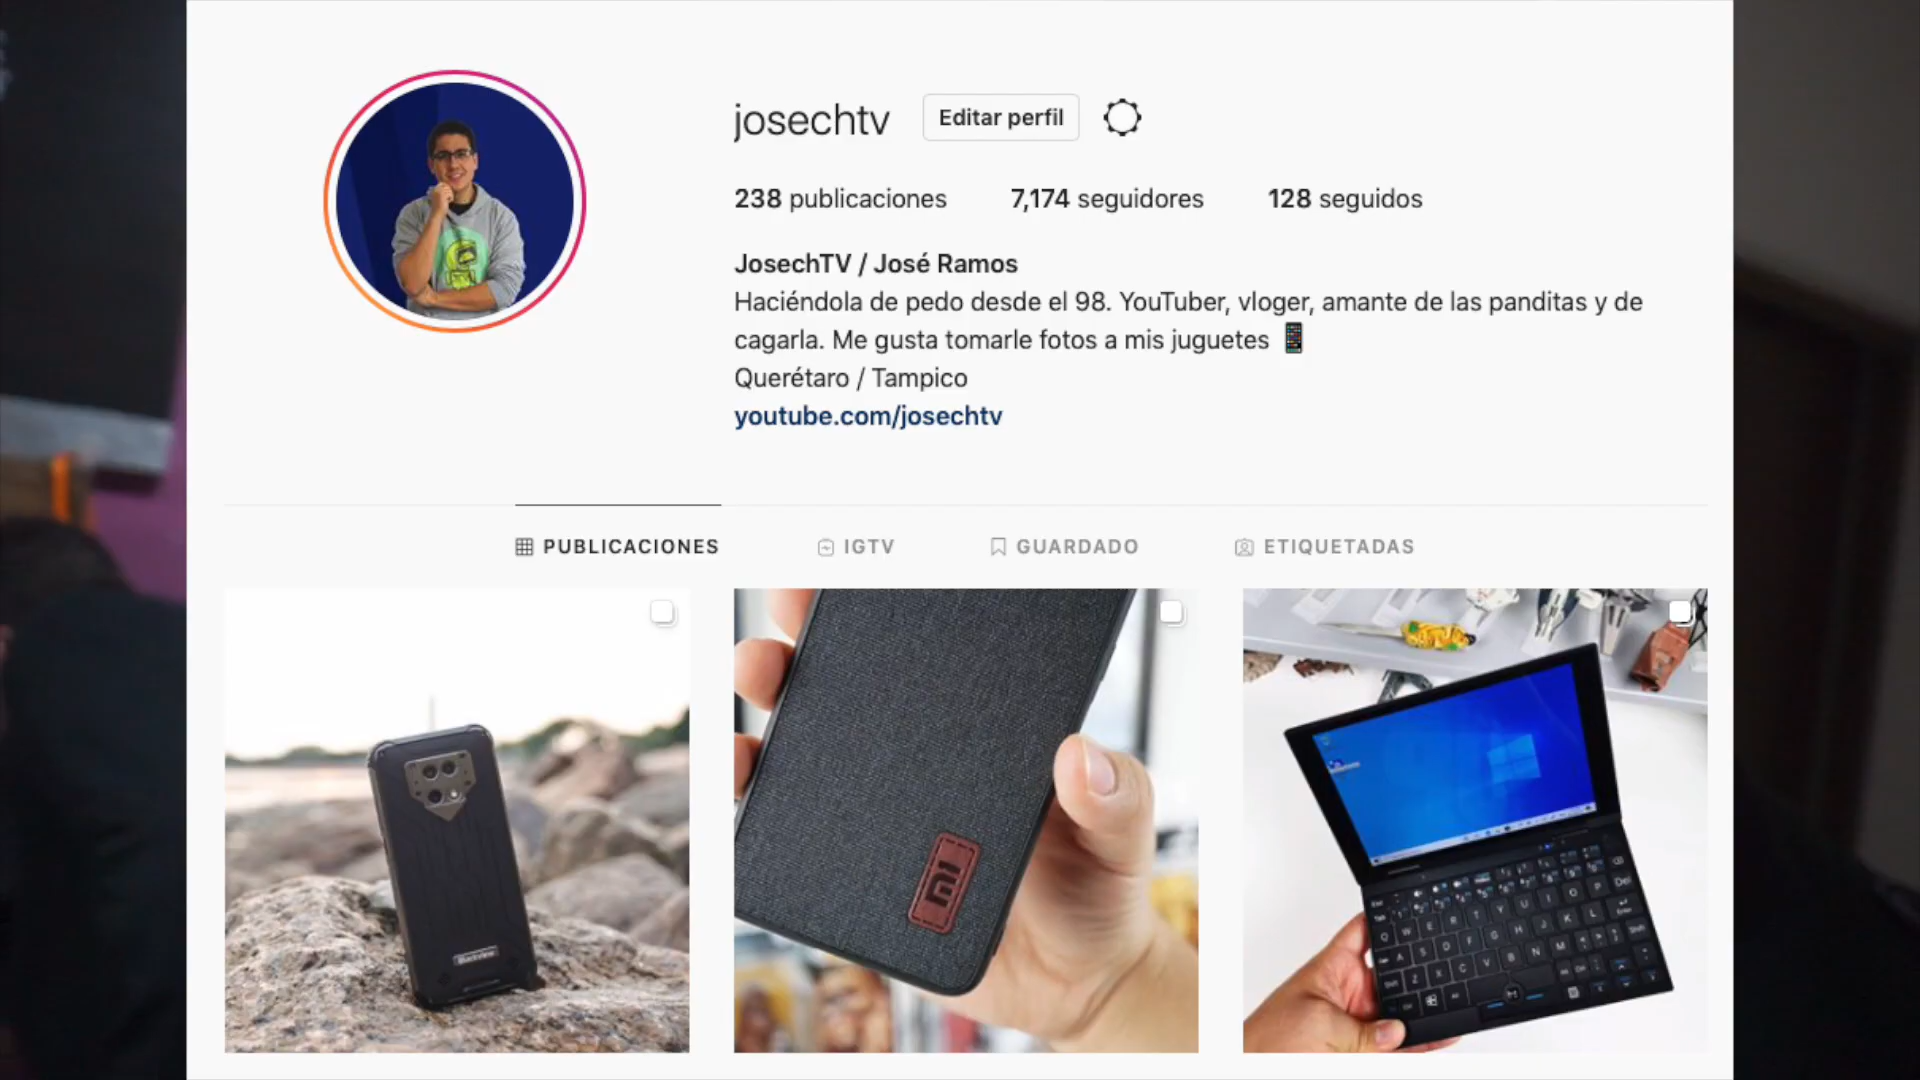 josechtv Editar perfil
238 publicaciones 7,174 seguidores 128 seguidos
JosechTV / José Ramos
Haciéndola de pedo desde el 98. YouTuber, vloger, amante de las panditas y de
cagarla. Me gusta tomarle fotos a mis juguetes
Querétaro / Tampico
youtube.com/josechtv
PUBLICACIONES IGTV GUARDADO ETIQUETADAS
Blackview